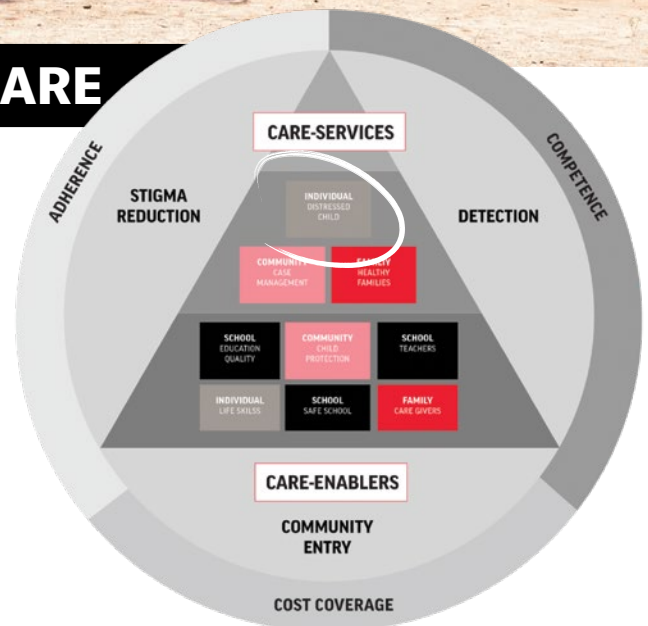 ARE
CARE-SERVICES
ADHERENCE
COMPETENCE
STIGMA
REDUCTION
DETECTION
INDIVIDUAL
DISTRESSED
CHILD
COMMUNITY
CASE
MANAGEMENT
FAMILIY
HEALTHY
FAMILIES
SCHOOL
EDUCATION
QUALITY
COMMUNITY
CHILD
PROTECTION
SCHOOL
TEACHERS
INDIVIDUAL
LIFE SKILSS
SCHOOL
SAFE SCHOOL
FAMILY
CARE GIVERS
CARE-ENABLERS
COMMUNITY
ENTRY
COST COVERAGE